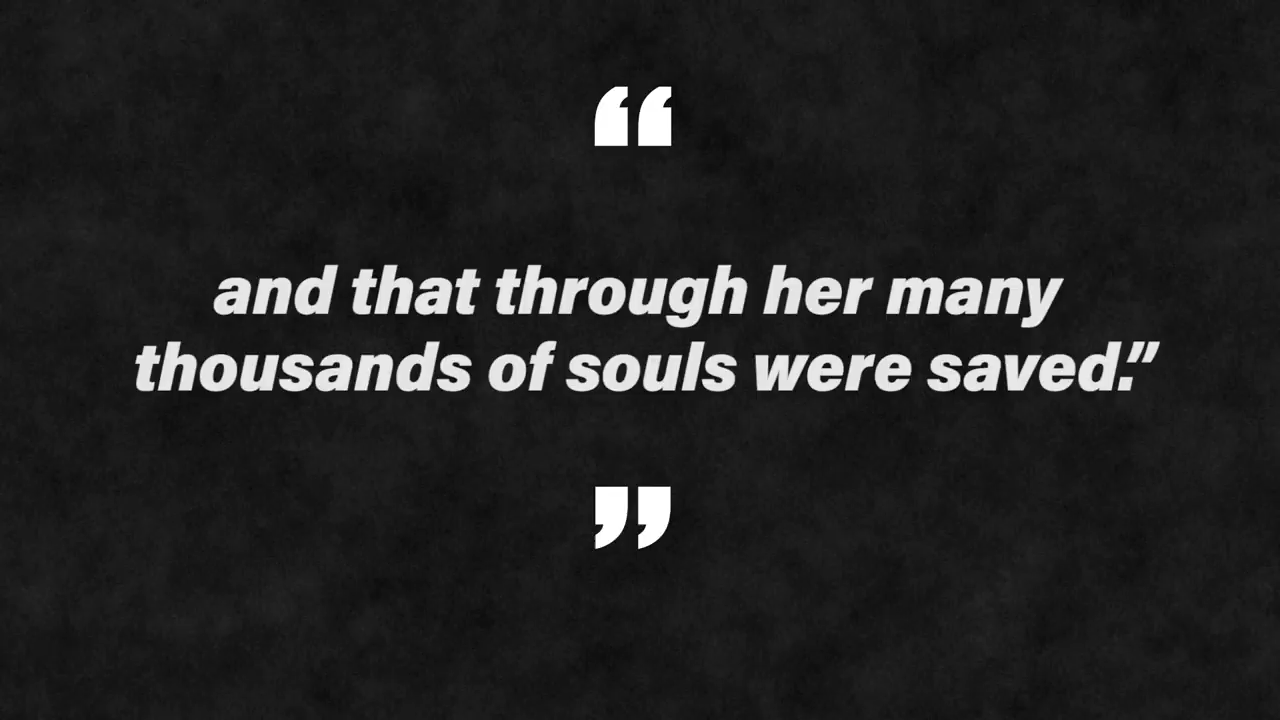 “
and that through her many
thousands of souls were saved.”
”